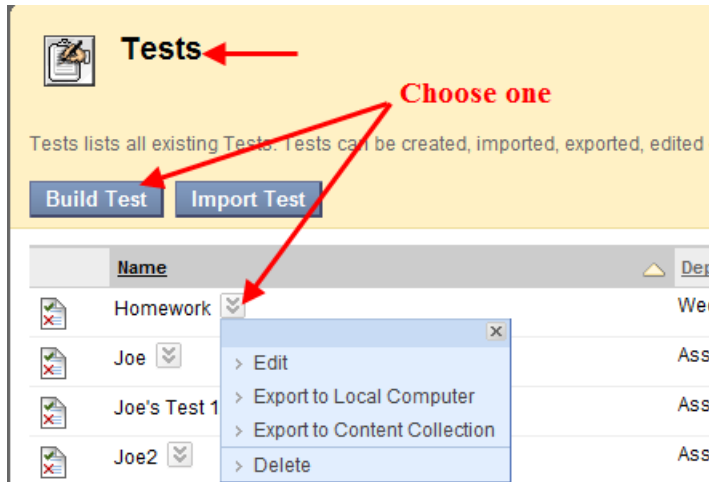 Tests
Choose one
Tests lists all existing Tests. Tests can be created, imported, exported, edited
Build Test Import Test
Name Dep
Homework Wee
Edit
Joe Ass
Export to Local Computer
Joe's Test 1 Ass
Export to Content Collection
Joe2 Ass
Delete